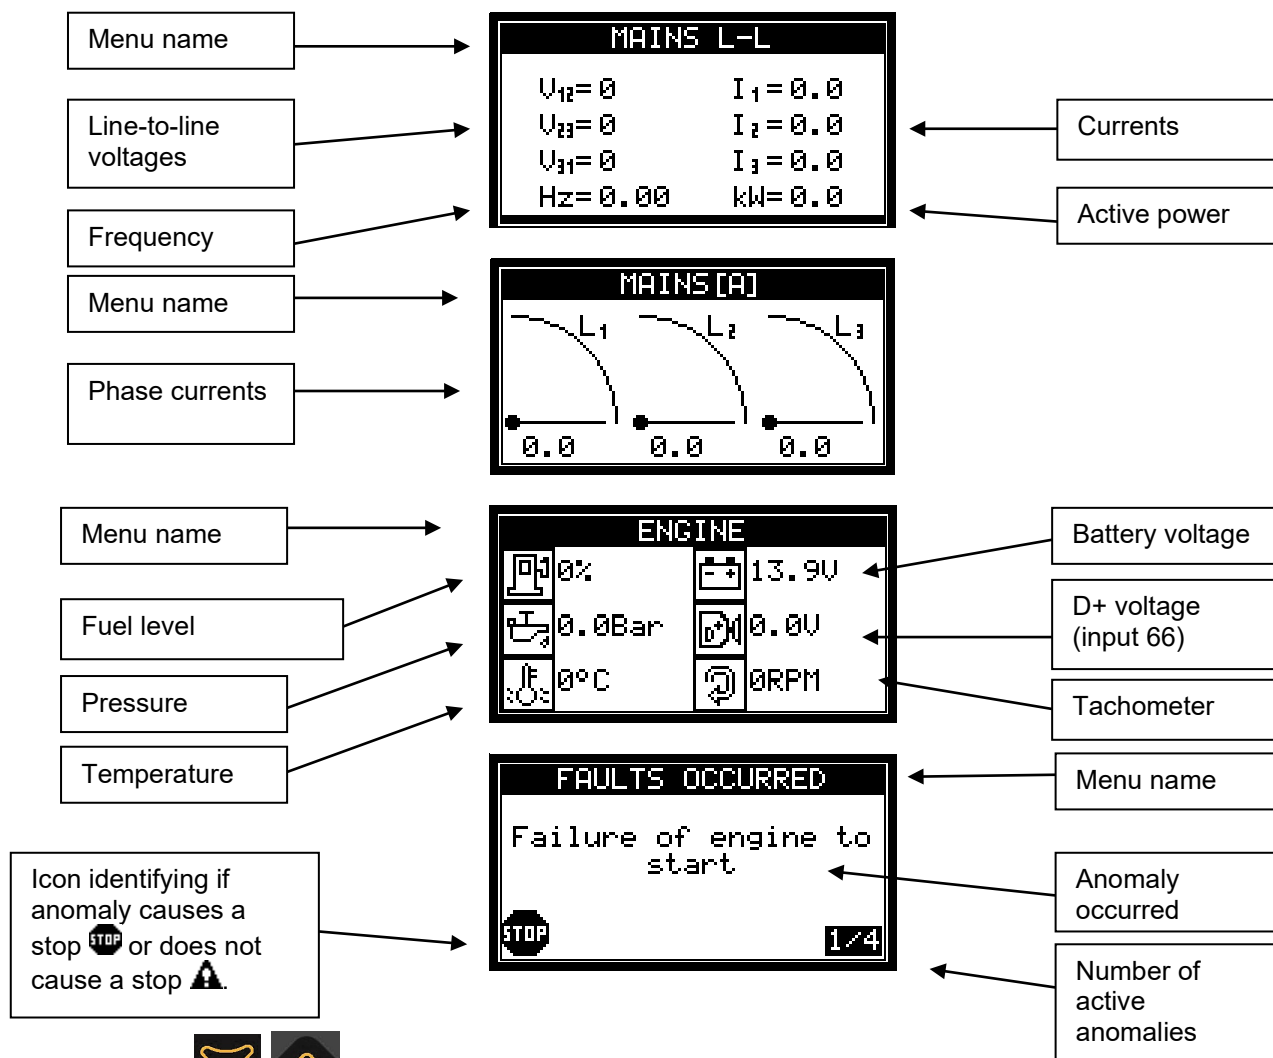 Menu name
MAINS L-L
V12= 0
I1 = 0.0
Line-to-line
voltages
V23= 0
I2 = 0.0
Currents
V31= 0
I3 = 0.0
Frequency
Hz= 0.00
kW= 0.0
Active power
Menu name
MAINS[A]
L1
L2
L3
Phase currents
0.0
0.0
0.0
Menu name
ENGINE
Battery voltage
0%
- +
13.9V
Fuel level
D+ voltage
(input 66)
0.0Bar
D+
0.0V
Pressure
0°C
0RPM
Tachometer
Temperature
FAULTS OCCURRED
Menu name
Failure of engine to
start
Anomaly
occurred
Icon identifying if
anomaly causes a
stop STOP or does not
cause a stop .
STOP
1/4
Number of
active
anomalies